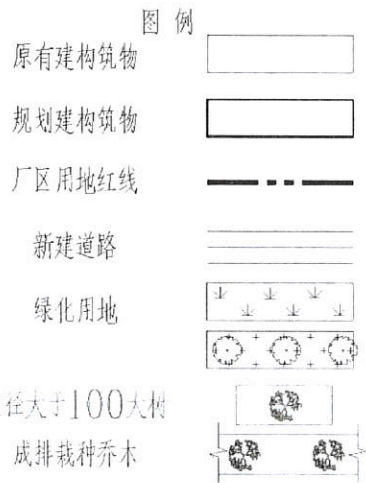 图 例
原有建构筑物
规划建构筑物
厂区用地红线
新建道路
绿化用地
径大于100大树
成排栽种乔木